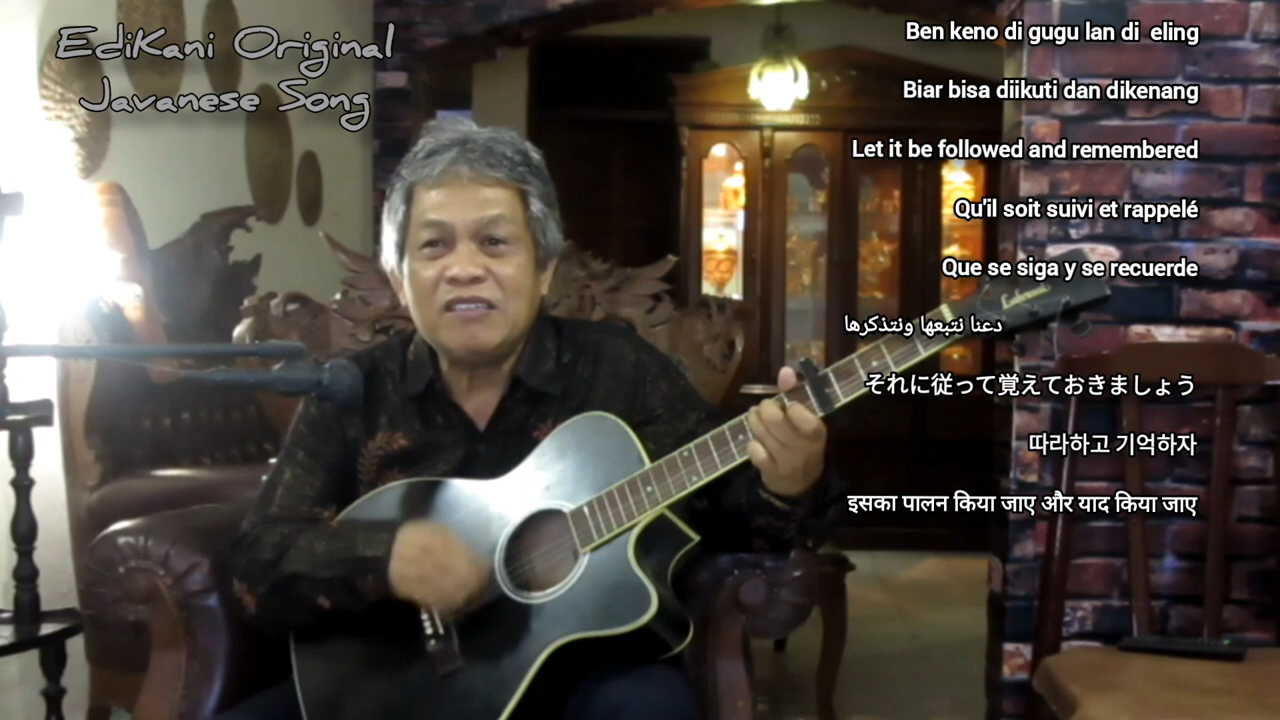 EdiKani Original
Javanese Song
Ben keno di gugu lan di eling
Biar bisa diikuti dan dikenang
Let it be followed and remembered
Qu'il soit suivi et rappelé
Que se siga y se recuerde
دعنا نتبعها ونتذكرها
それに従って覚えておきましょう
따라하고 기억하자
इसका पालन किया जाए और याद किया जाए